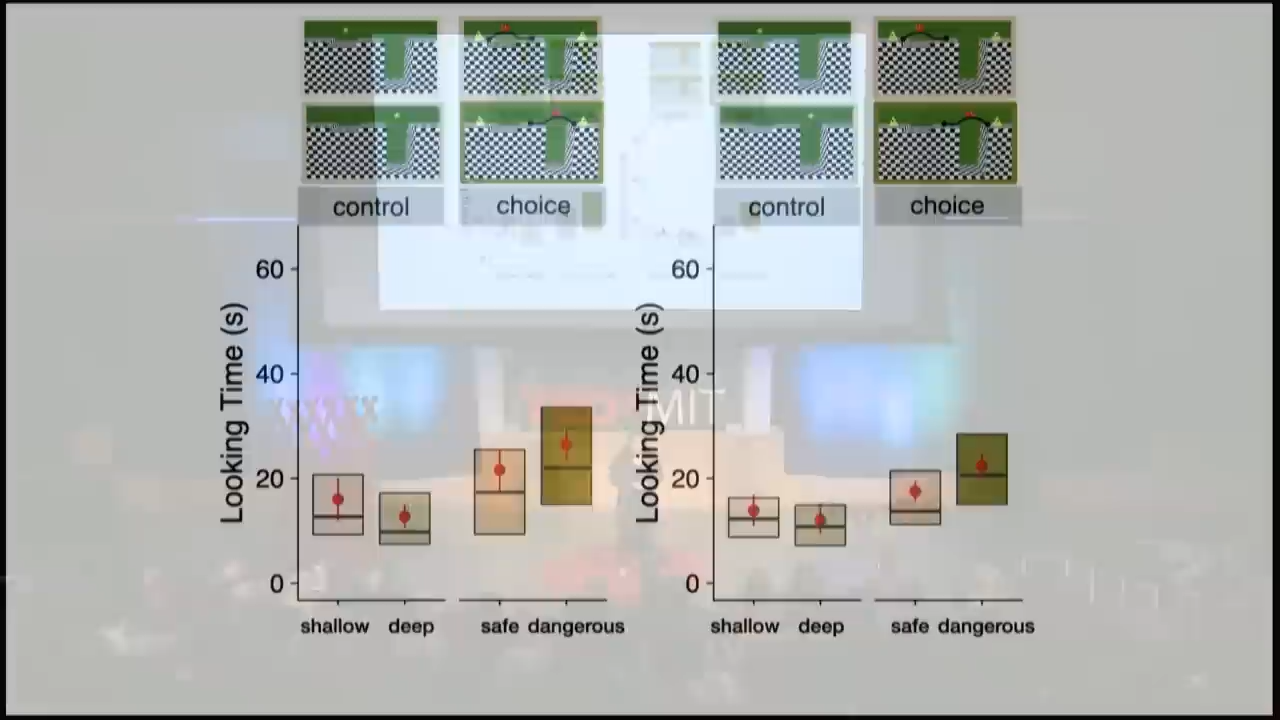 control
choice
control
choice
Looking Time (s)
60
40
20
0
shallow
deep
safe
dangerous
Looking Time (s)
60
40
20
0
shallow
deep
safe
dangerous
MIT